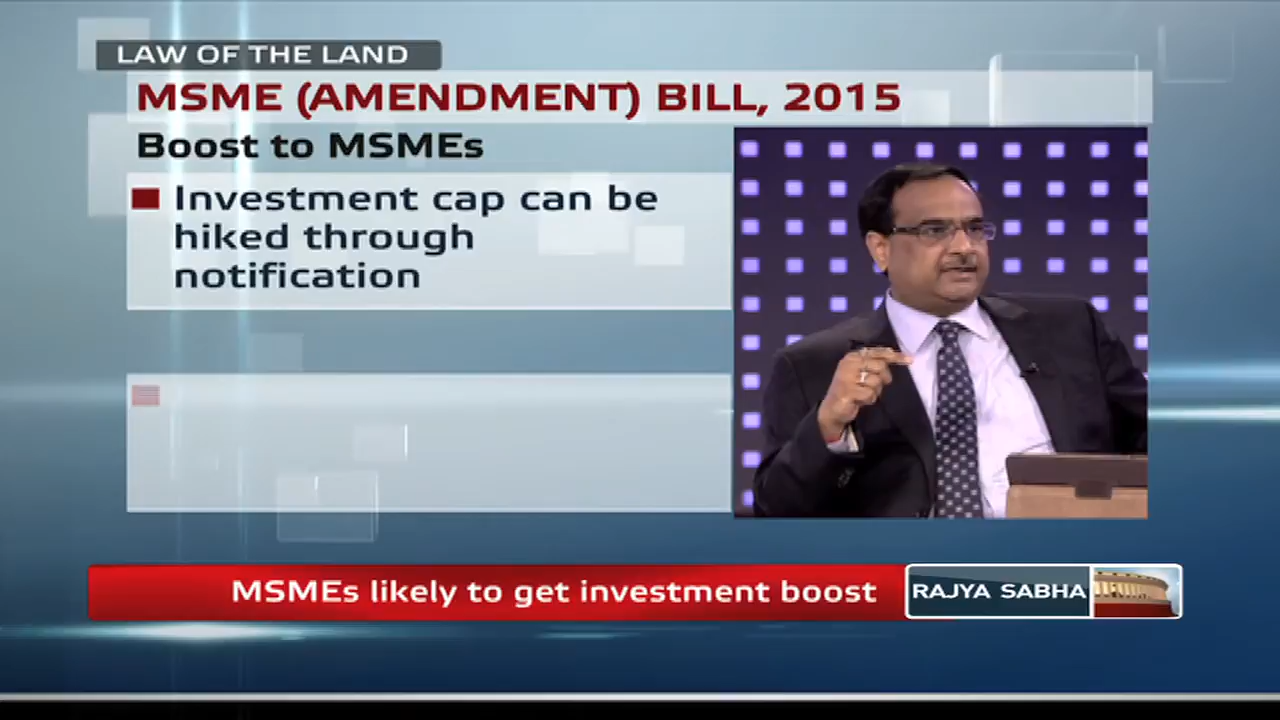 LAW OF THE LAND
MSME (AMENDMENT) BILL, 2015
Boost to MSMEs
Investment cap can be
hiked through
notification
MSMEs likely to get investment boost
RAJYA SABHA